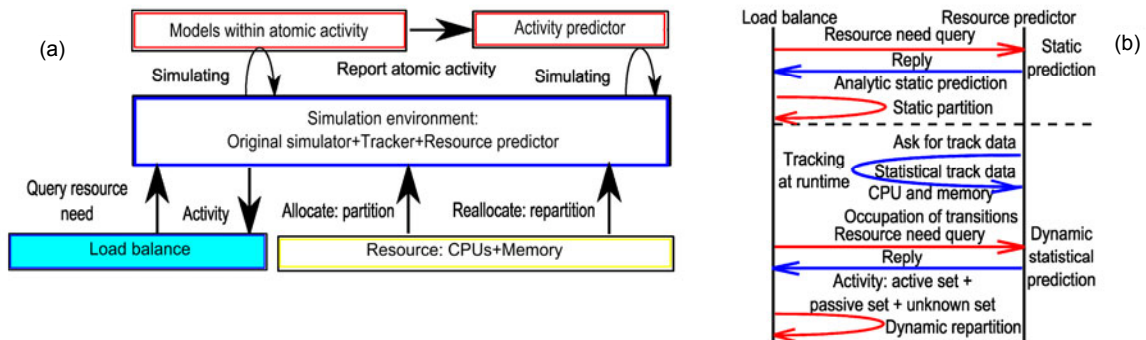 (a)
Models within atomic activity
Activity predictor
Simulating
Report atomic activity
Simulating
Simulation environment:
Original simulator+Tracker+Resource predictor
Query resource
need
Activity
Allocate: partition
Reallocate: repartition
Load balance
Resource: CPUs+Memory
Load balance
Resource predictor
(b)
Resource need query
Static
prediction
Reply
Analytic static prediction
Static partition
Ask for track data
Tracking
at runtime
Statistical track data
CPU and memory
Occupation of transitions
Resource need query
Dynamic
statistical
prediction
Reply
Activity: active set +
passive set + unknown set
Dynamic repartition